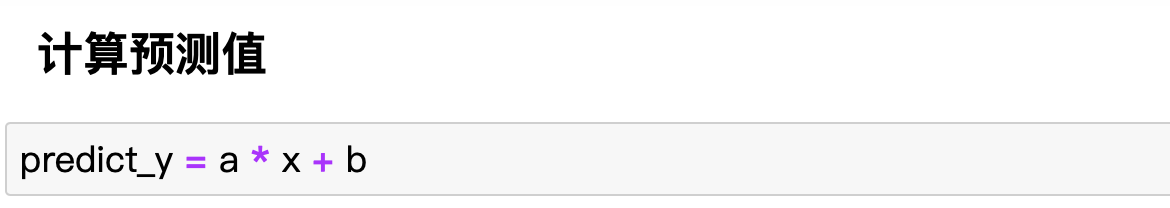 计算预测值
predict_y = a * x + b